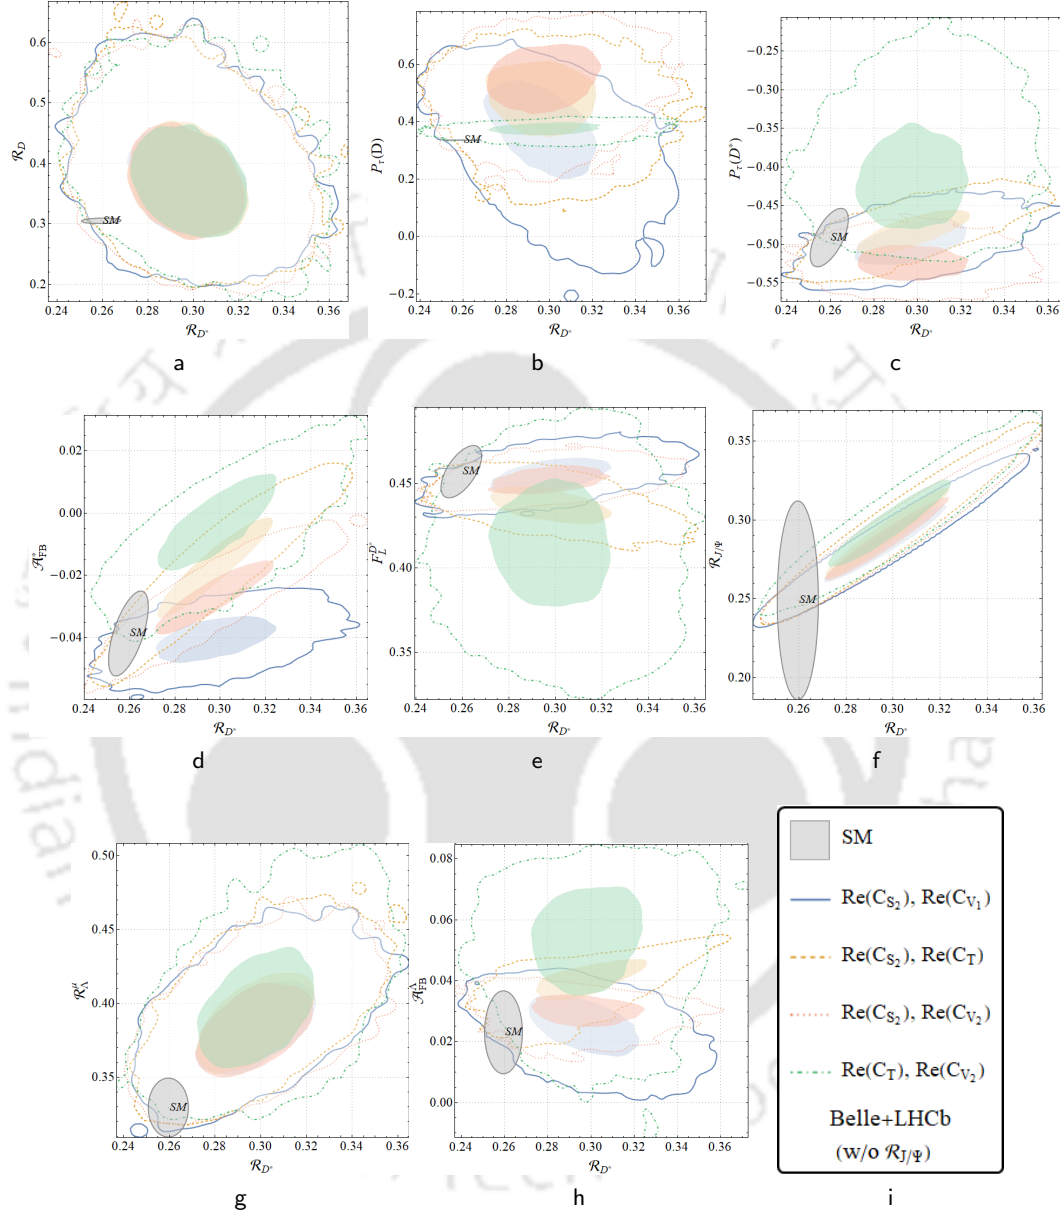 0.6
0.5
0.4
0.3
0.2
R_D
SM
0.24 0.26 0.28 0.30 0.32 0.34 0.36
R_{D*}
a
0.6
0.4
0.2
0.0
−0.2
P_τ(D)
SM
0.24 0.26 0.28 0.30 0.32 0.34 0.36
R_{D*}
b
−0.25
−0.30
−0.35
−0.40
−0.45
−0.50
−0.55
P_τ(D*)
SM
0.24 0.26 0.28 0.30 0.32 0.34 0.36
R_{D*}
c
0.02
0.00
−0.02
−0.04
A*_{FB}
SM
0.24 0.26 0.28 0.30 0.32 0.34 0.36
R_{D*}
d
0.45
0.40
0.35
F_L^{D*}
SM
0.24 0.26 0.28 0.30 0.32 0.34 0.36
R_{D*}
e
0.35
0.30
0.25
0.20
R_{J/Ψ}
SM
0.26 0.28 0.30 0.32 0.34 0.36
R_{D*}
f
0.50
0.45
0.40
0.35
R_Λ^μ
SM
0.24 0.26 0.28 0.30 0.32 0.34 0.36
R_{D*}
g
0.08
0.06
0.04
0.02
0.00
A_{FB}^Λ
SM
0.24 0.26 0.28 0.30 0.32 0.34 0.36
R_{D*}
h
SM
Re(C_{S_2}), Re(C_{V_1})
Re(C_{S_2}), Re(C_T)
Re(C_{S_2}), Re(C_{V_2})
Re(C_T), Re(C_{V_2})
Belle+LHCb
(w/o R_{J/Ψ})
i